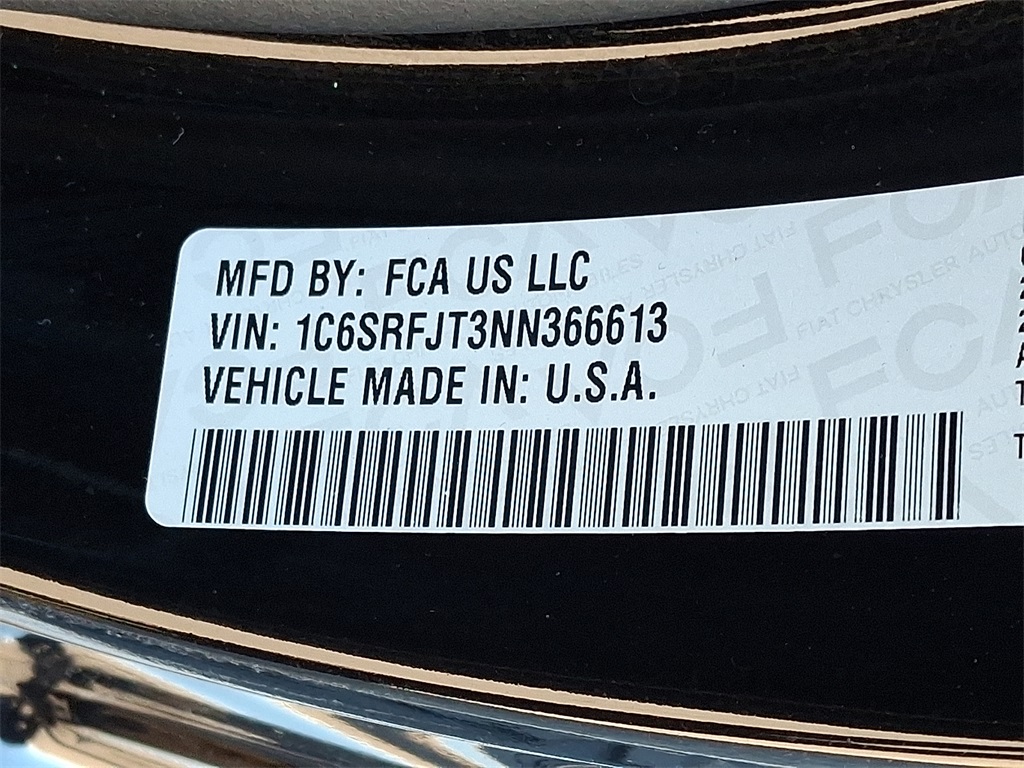 MFD BY: FCA US LLC
VIN: 1C6SRFJT3NN366613
VEHICLE MADE IN: U.S.A.